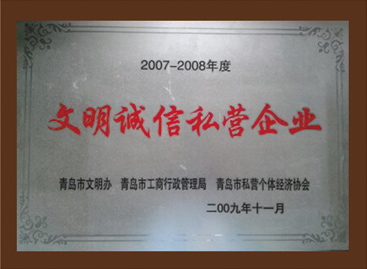 2007-2008年度
文明诚信私营企业
青岛市文明办 青岛市工商行政管理局 青岛市私营个体经济协会
二00九年十一月